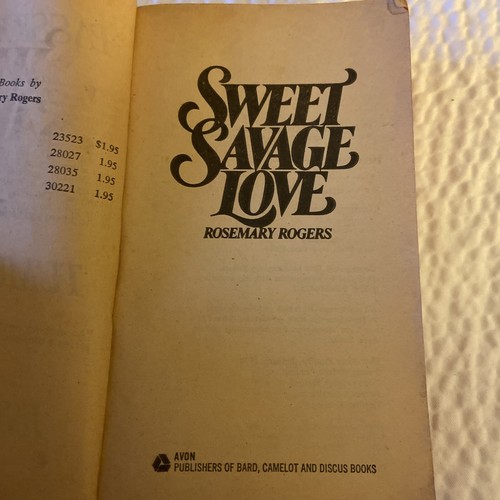 Books by
Rogers
23523 $1.95
28027 1.95
28035 1.95
30221 1.95
SWEET
SAVAGE
LOVE
ROSEMARY ROGERS
AVON
PUBLISHERS OF BARD, CAMELOT AND DISCUS BOOKS